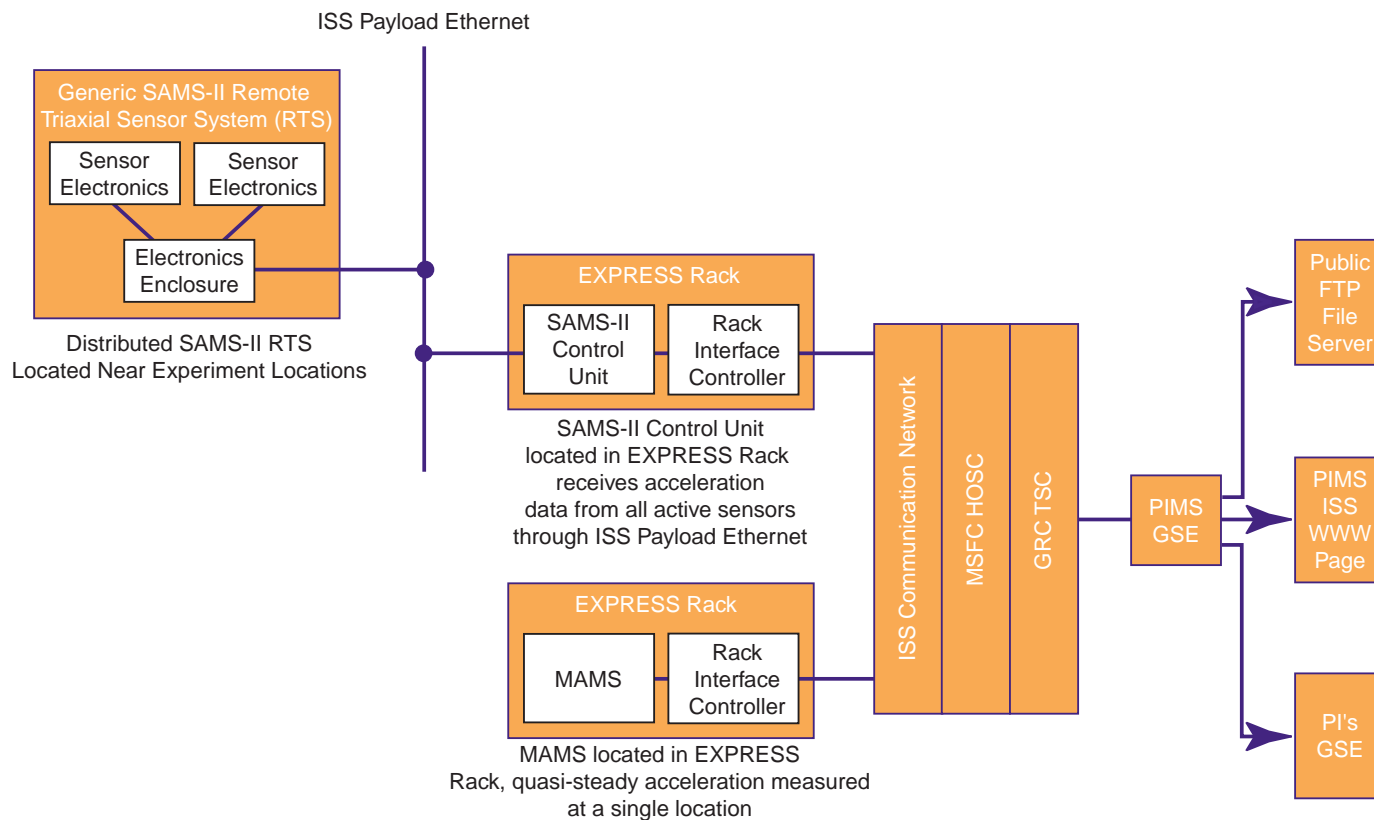 ISS Payload Ethernet
Generic SAMS-II Remote
Triaxial Sensor System (RTS)
Sensor
Electronics
Sensor
Electronics
Electronics
Enclosure
Distributed SAMS-II RTS
Located Near Experiment Locations
EXPRESS Rack
SAMS-II
Control
Unit
Rack
Interface
Controller
SAMS-II Control Unit
located in EXPRESS Rack
receives acceleration
data from all active sensors
through ISS Payload Ethernet
EXPRESS Rack
MAMS
Rack
Interface
Controller
MAMS located in EXPRESS
Rack, quasi-steady acceleration measured
at a single location
ISS Communication Network
MSFC HOSC
GRC TSC
PIMS
GSE
Public
FTP
File
Server
PIMS
ISS
WWW
Page
PI's
GSE